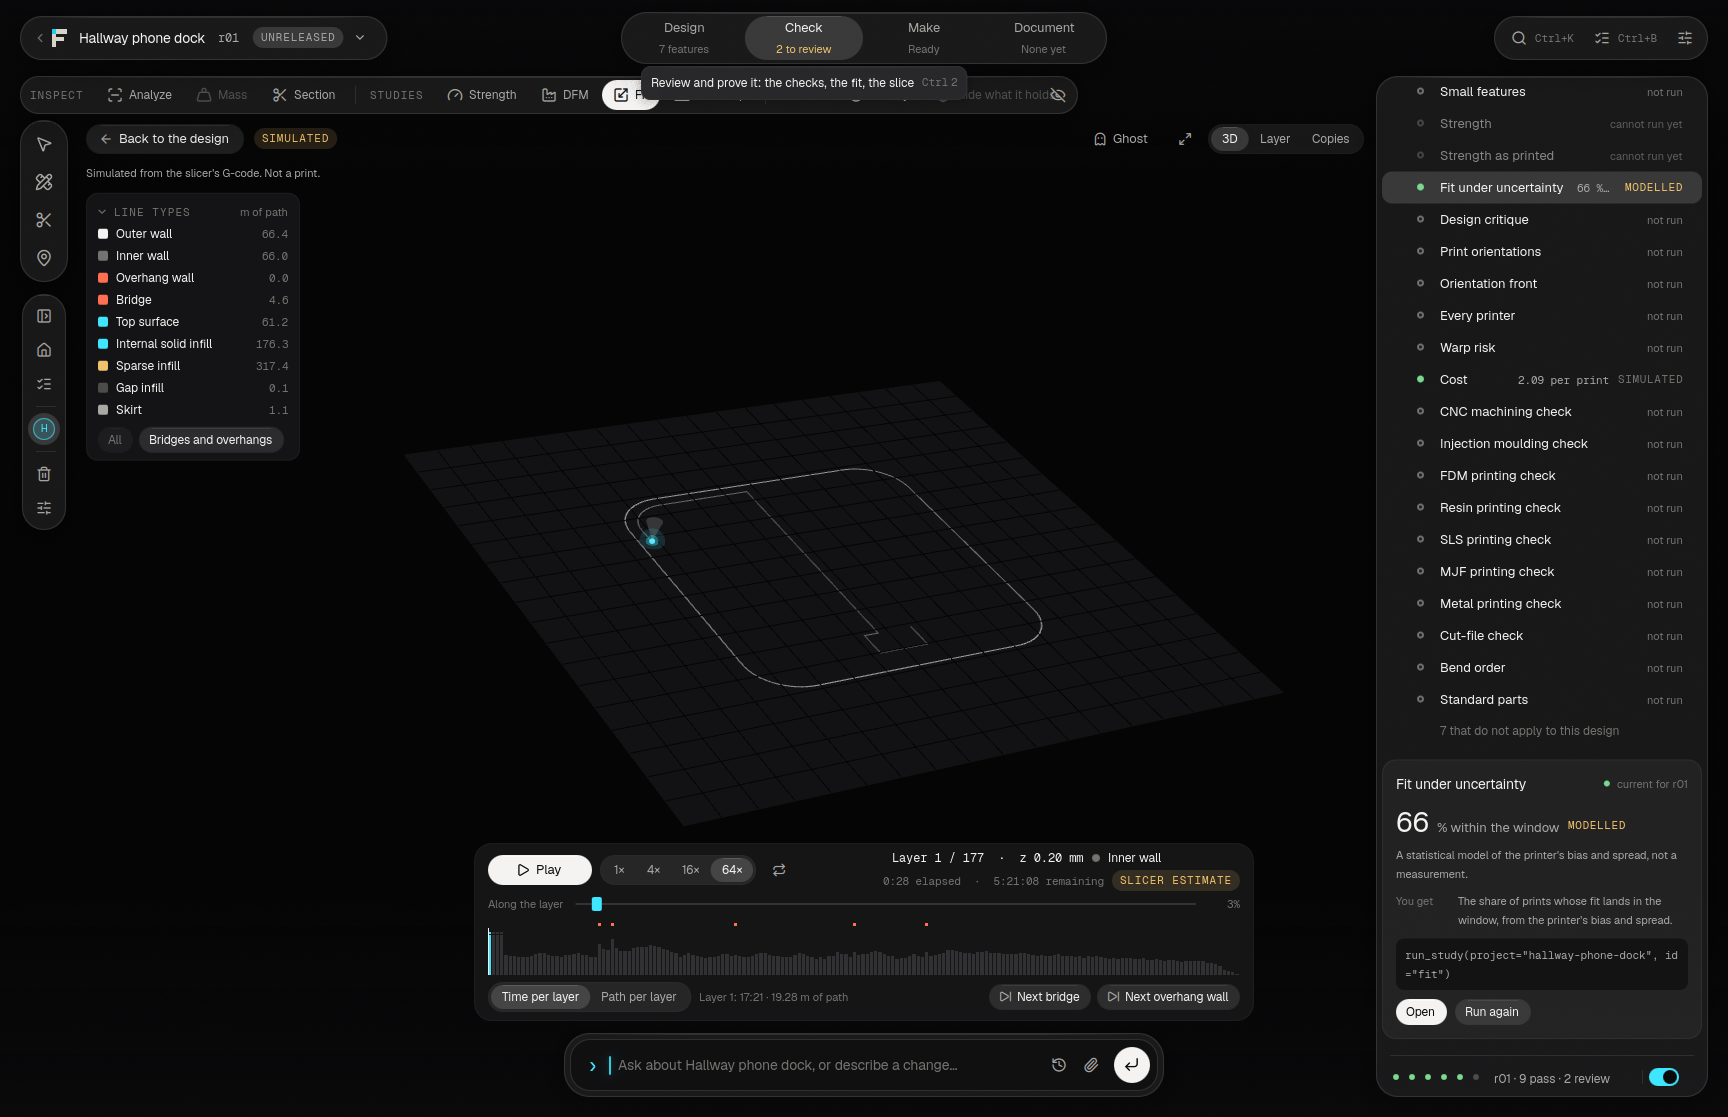 Hallway phone dock r01 UNRELEASED
Design
7 features
Check
2 to review
Make
Ready
Document
None yet
Ctrl+K Ctrl+B
INSPECT Analyze Mass Section STUDIES Strength DFM
Review and prove it: the checks, the fit, the slice Ctrl 2
Back to the design SIMULATED
Simulated from the slicer's G-code. Not a print.
LINE TYPES m of path
Outer wall 66.4
Inner wall 66.0
Overhang wall 0.0
Bridge 4.6
Top surface 61.2
Internal solid infill 176.3
Sparse infill 317.4
Gap infill 0.1
Skirt 1.1
All Bridges and overhangs
H
Ghost 3D Layer Copies
Small features not run
Strength cannot run yet
Strength as printed cannot run yet
Fit under uncertainty 66 %… MODELLED
Design critique not run
Print orientations not run
Orientation front not run
Every printer not run
Warp risk not run
Cost 2.09 per print SIMULATED
CNC machining check not run
Injection moulding check not run
FDM printing check not run
Resin printing check not run
SLS printing check not run
MJF printing check not run
Metal printing check not run
Cut-file check not run
Bend order not run
Standard parts not run
7 that do not apply to this design
Fit under uncertainty current for r01
66 % within the window MODELLED
A statistical model of the printer's bias and spread, not a
measurement.
You get The share of prints whose fit lands in the
window, from the printer's bias and spread.
run_study(project="hallway-phone-dock", id
="fit")
Open Run again
r01 · 9 pass · 2 review
Play 1× 4× 16× 64×
Layer 1 / 177 · z 0.20 mm Inner wall
0:28 elapsed · 5:21:08 remaining SLICER ESTIMATE
Along the layer 3%
Time per layer Path per layer Layer 1: 17:21 · 19.28 m of path Next bridge Next overhang wall
Ask about Hallway phone dock, or describe a change…